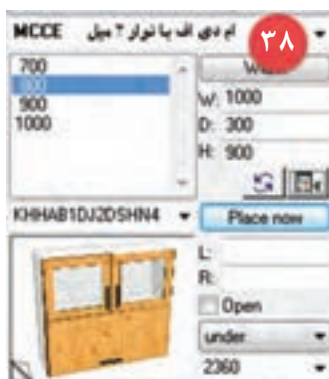 MCCE ام دی اف با نوار ۲ میل
۳۸
700
900
1000
W: 1000
D: 300
H: 900
KHHAB1DJ2DSHN4
Place now
L:
R:
Open
under
2360